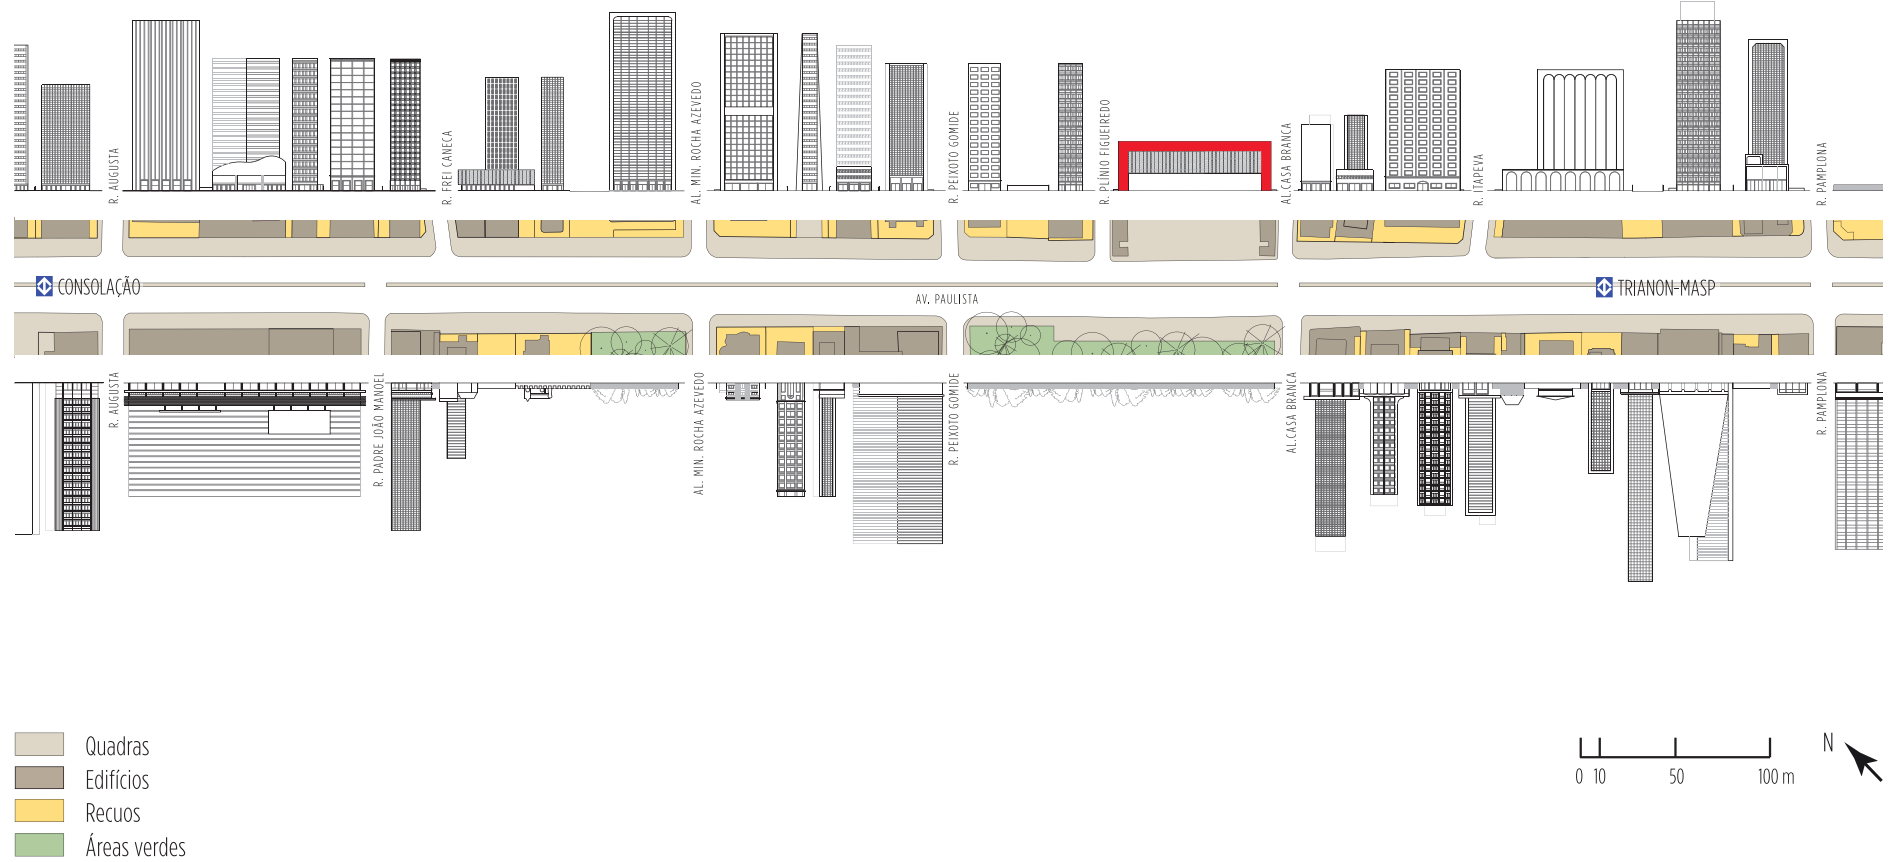 R. AUGUSTA
R. FREI CANECA
AL. MIN. ROCHA AZEVEDO
R. PEIXOTO GOMIDE
R. PLÍNIO FIGUEIREDO
AL.CASA BRANCA
R. ITAPEVA
R. PAMPLONA
CONSOLAÇÃO
AV. PAULISTA
TRIANON-MASP
R. AUGUSTA
R. PADRE JOÃO MANOEL
AL. MIN. ROCHA AZEVEDO
R. PEIXOTO GOMIDE
AL.CASA BRANCA
R. PAMPLONA
Quadras
Edifícios
Recuos
Áreas verdes
0 10 50 100 m
N